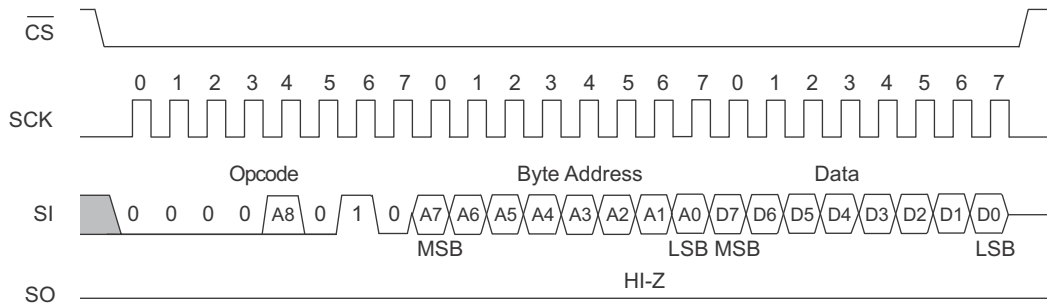 CS
0 1 2 3 4 5 6 7 0 1 2 3 4 5 6 7 0 1 2 3 4 5 6 7
SCK
Opcode Byte Address Data
SI 0 0 0 0 A8 0 1 0 A7 A6 A5 A4 A3 A2 A1 A0 D7 D6 D5 D4 D3 D2 D1 D0
MSB LSB MSB LSB
HI-Z
SO